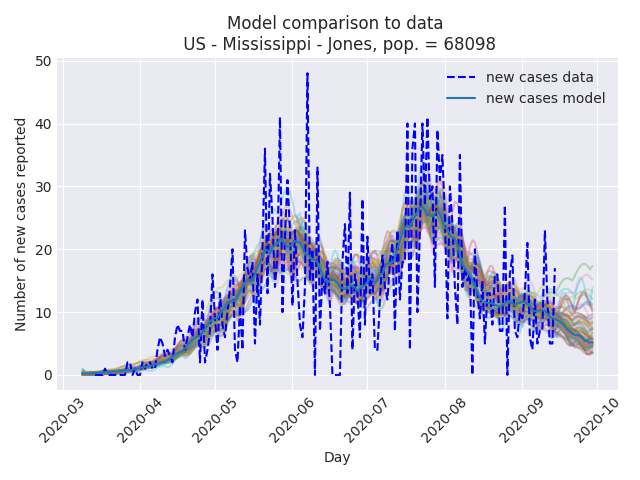 Model comparison to data
US - Mississippi - Jones, pop. = 68098
new cases data
new cases model
Number of new cases reported
50
40
30
20
10
0
2020-03
2020-04
2020-05
2020-06
2020-07
2020-08
2020-09
2020-10
Day